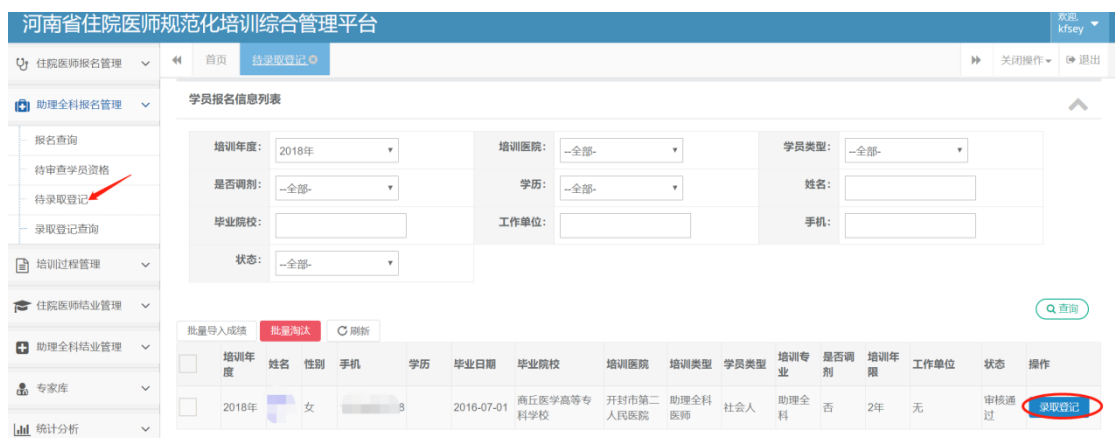 河南省住院医师规范化培训综合管理平台
欢迎,
kfsey
住院医师报名管理
首页
待录取登记
关闭操作
退出
助理全科报名管理
报名查询
待审查学员资格
待录取登记
录取登记查询
培训过程管理
住院医师结业管理
助理全科结业管理
专家库
统计分析
学员报名信息列表
培训年度: 2018年 培训医院: --全部- 学员类型: --全部-
是否调剂: --全部- 学历: --全部- 姓名:
毕业院校: 工作单位: 手机:
状态: --全部-
查询
批量导入成绩 批量淘汰 刷新
培训年度 姓名 性别 手机 学历 毕业日期 毕业院校 培训医院 培训类型 学员类型 培训专业 是否调剂 培训年限 工作单位 状态 操作
2018年 女 8 2016-07-01 商丘医学高等专科学校 开封市第二人民医院 助理全科医师 社会人 助理全科 否 2年 无 审核通过 录取登记